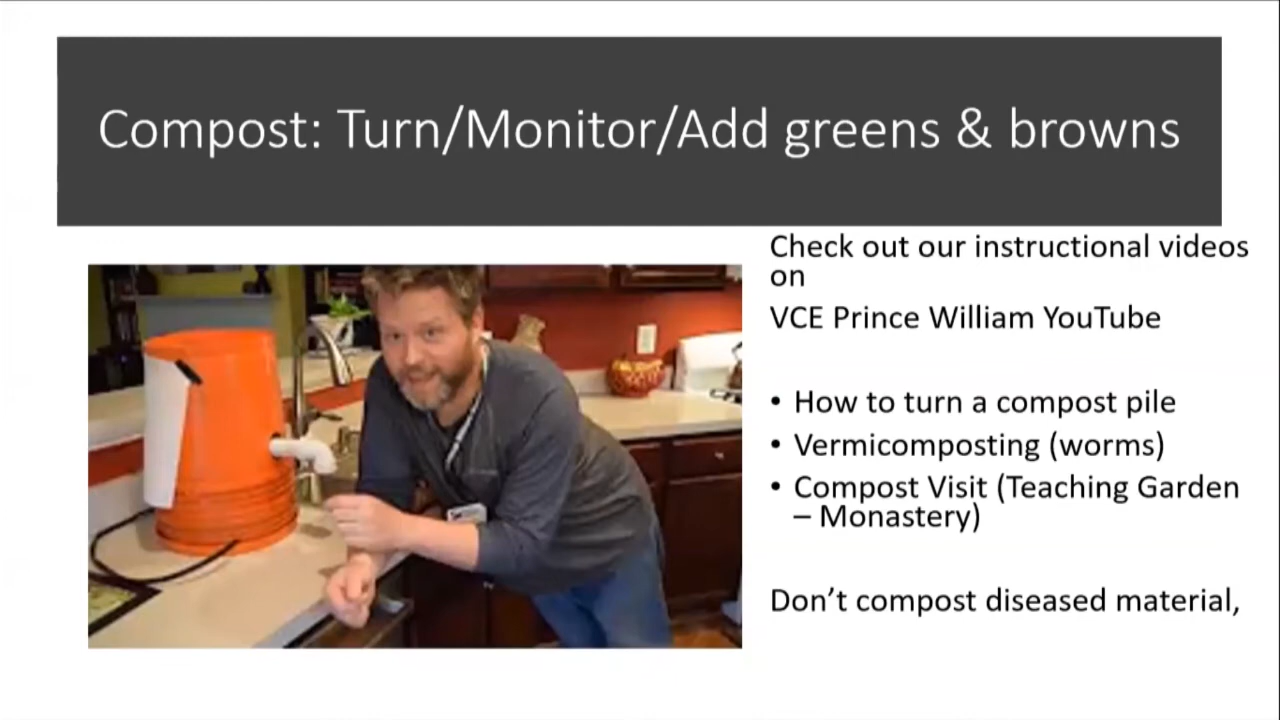 Compost: Turn/Monitor/Add greens & browns
Check out our instructional videos
on
VCE Prince William YouTube
• How to turn a compost pile
• Vermicomposting (worms)
• Compost Visit (Teaching Garden
– Monastery)
Don’t compost diseased material,